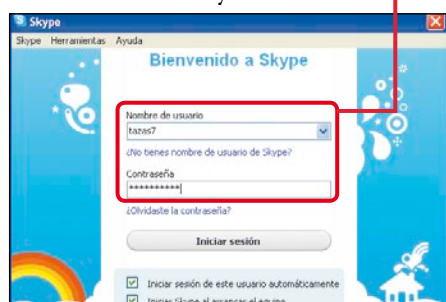 y
Skype
Skype Herramientas Ayuda
Bienvenido a Skype
Nombre de usuario
tazas7
¿No tienes nombre de usuario de Skype?
Contraseña
**********
¿Olvidaste la contraseña?
Iniciar sesión
Iniciar sesión de este usuario automáticamente
Iniciar Skype al arrancar el equipo